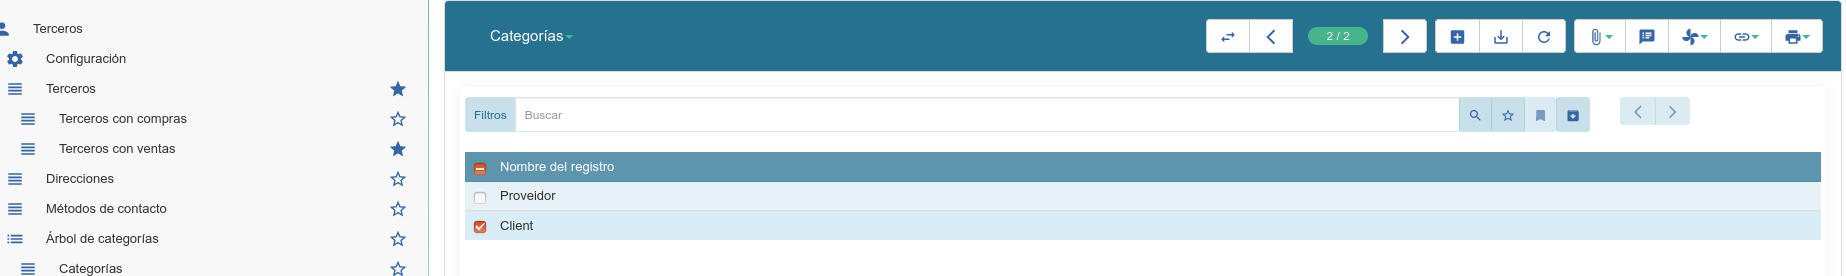 Terceros
Configuración
Terceros
Terceros con compras
Terceros con ventas
Direcciones
Métodos de contacto
Árbol de categorías
Categorías
Categorías
2 / 2
Filtros
Buscar
Nombre del registro
Proveidor
Client